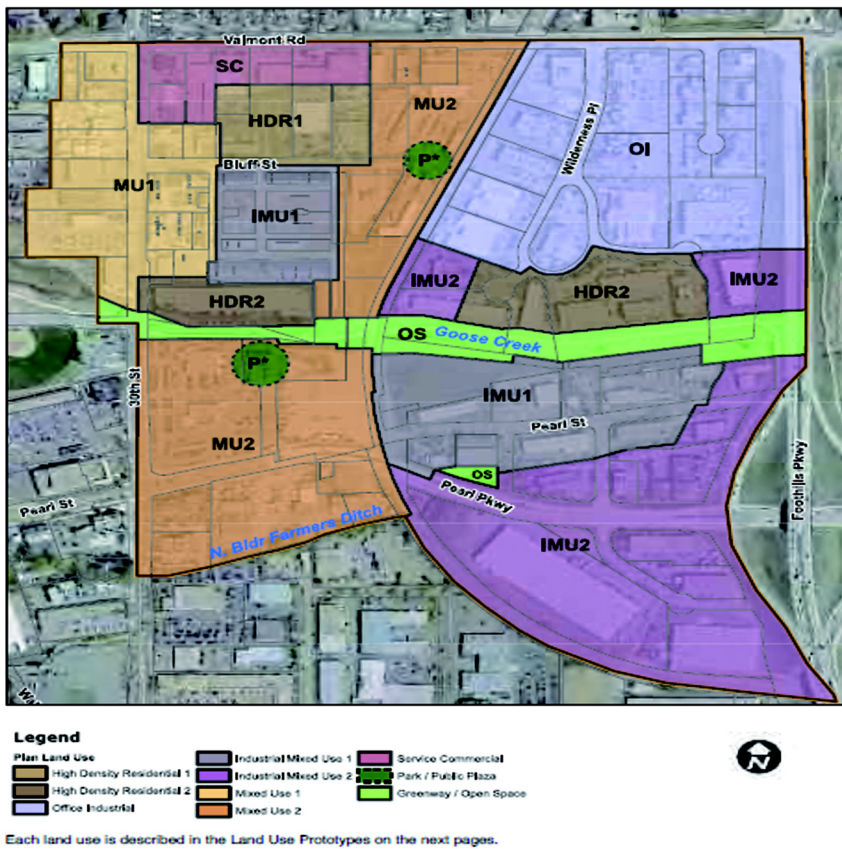 Valmont Rd
SC
MU2
HDR1
Wilderness Pl
OI
P*
Bluff St
MU1
IMU1
IMU2
HDR2
IMU2
HDR2
OS Goose Creek
P*
30th St
IMU1
MU2
Pearl St
OS
Foothills Pkwy
Pearl Pkwy
Pearl St
N. Bldr Farmers Ditch
IMU2
Legend
Plan Land Use
High Density Residential 1
High Density Residential 2
Office Industrial
Industrial Mixed Use 1
Industrial Mixed Use 2
Mixed Use 1
Mixed Use 2
Service Commercial
Park / Public Plaza
Greenway / Open Space
N
Each land use is described in the Land Use Prototypes on the next pages.